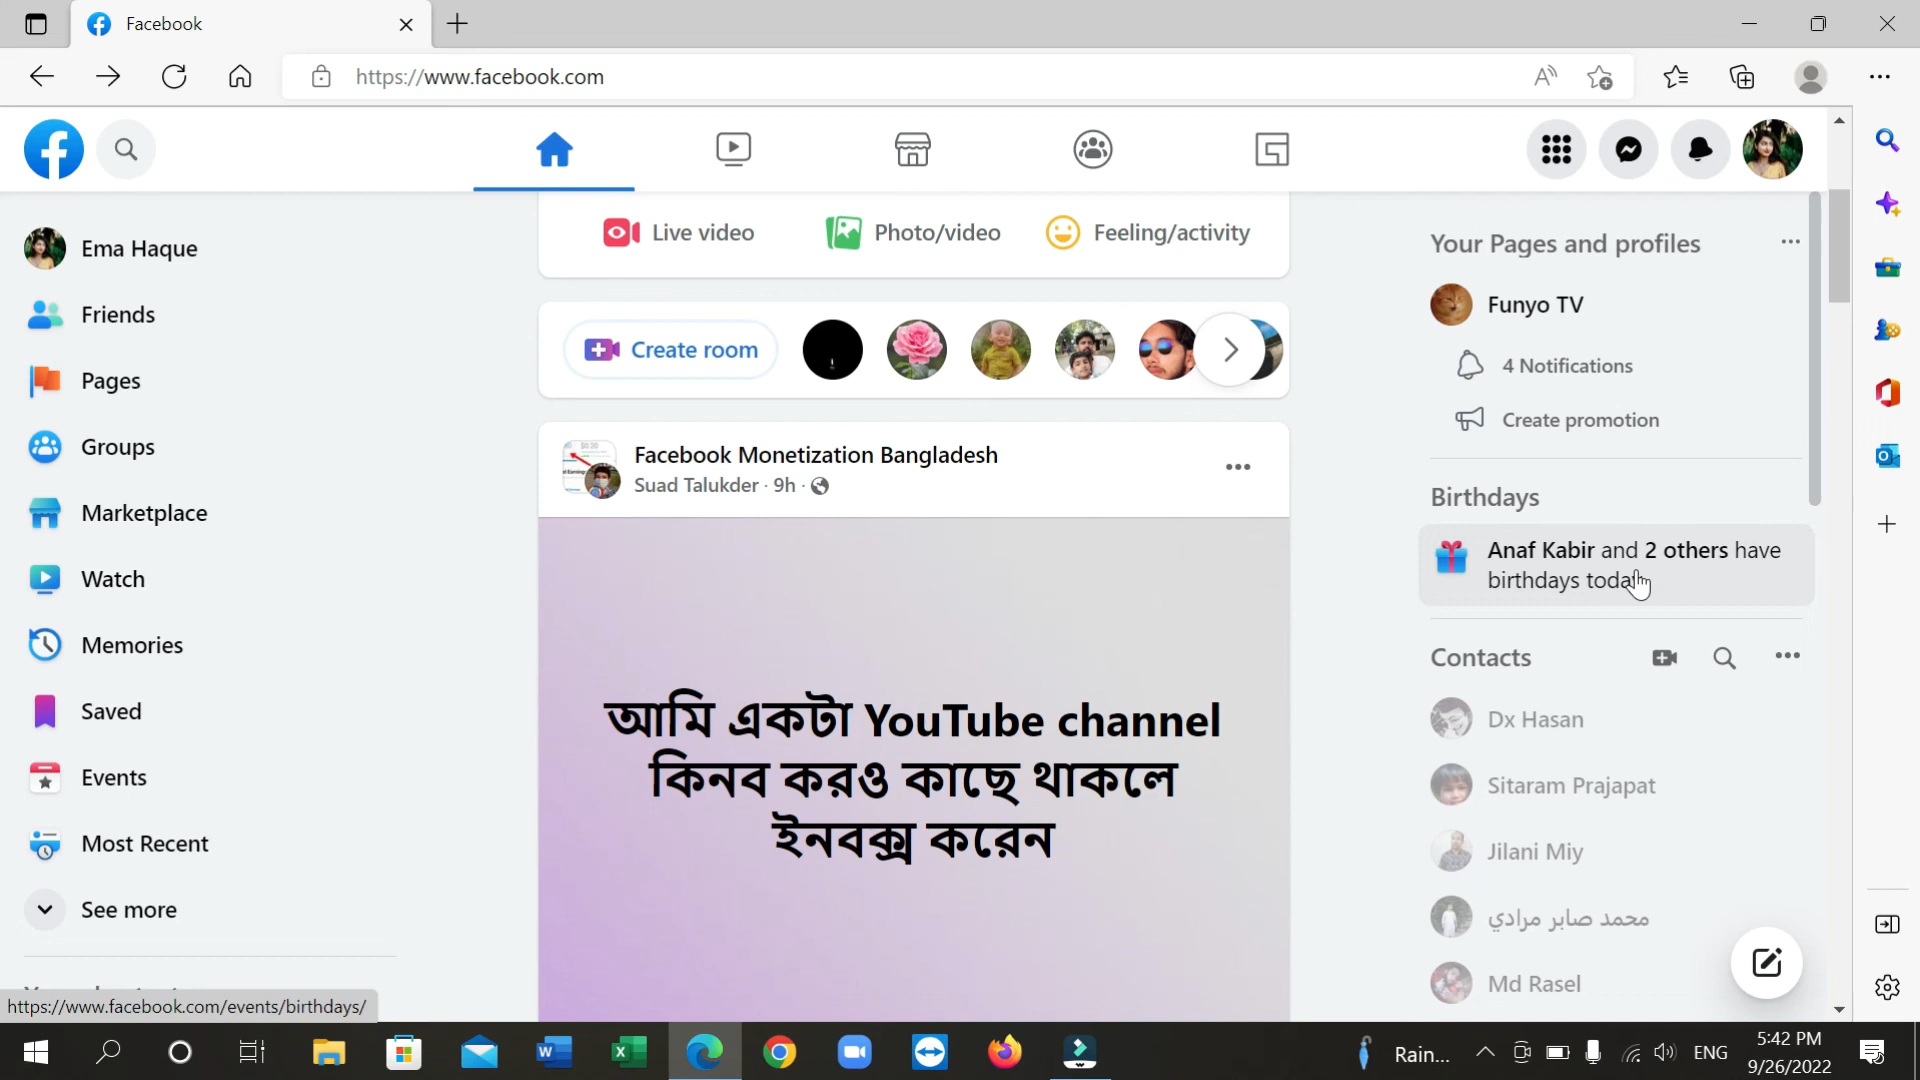 Facebook
https://www.facebook.com
Ema Haque
Friends
Pages
Groups
Marketplace
Watch
Memories
Saved
Events
Most Recent
See more
https://www.facebook.com/events/birthdays/
Live video
Photo/video
Feeling/activity
Create room
Facebook Monetization Bangladesh
Suad Talukder · 9h ·
আমি একটা YouTube channel
কিনব করও কাছে থাকলে
ইনবক্স করেন
Your Pages and profiles
Funyo TV
4 Notifications
Create promotion
Birthdays
Anaf Kabir and 2 others have
birthdays today
Contacts
Dx Hasan
Sitaram Prajapat
Jilani Miy
محمد صابر مرادي
Md Rasel
Rain...
ENG
5:42 PM
9/26/2022